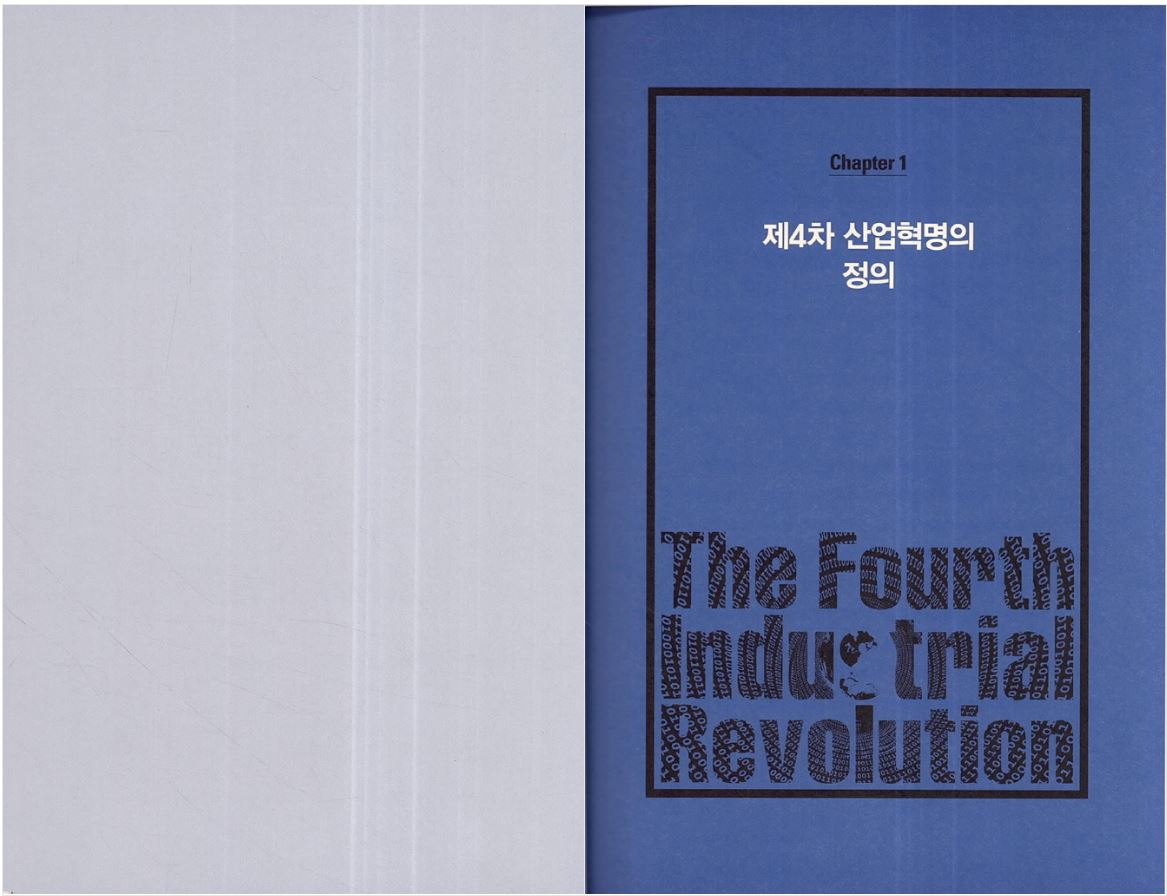 Chapter 1
제4차 산업혁명의
정의
The Fourth
Industrial
Revolution